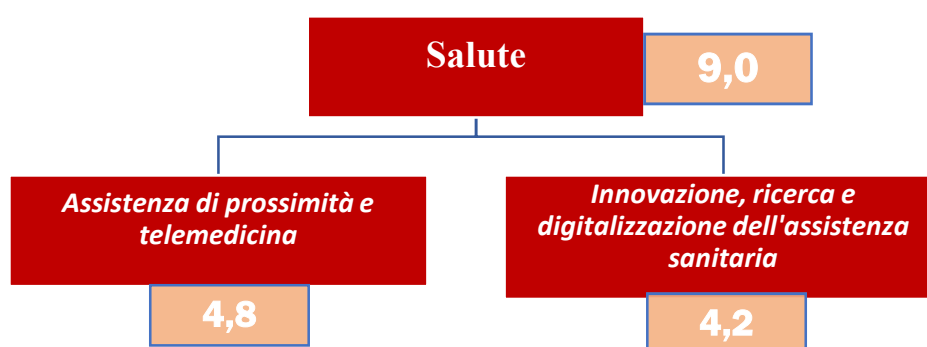 Salute
9,0
Assistenza di prossimità e
telemedicina
4,8
Innovazione, ricerca e
digitalizzazione dell'assistenza
sanitaria
4,2